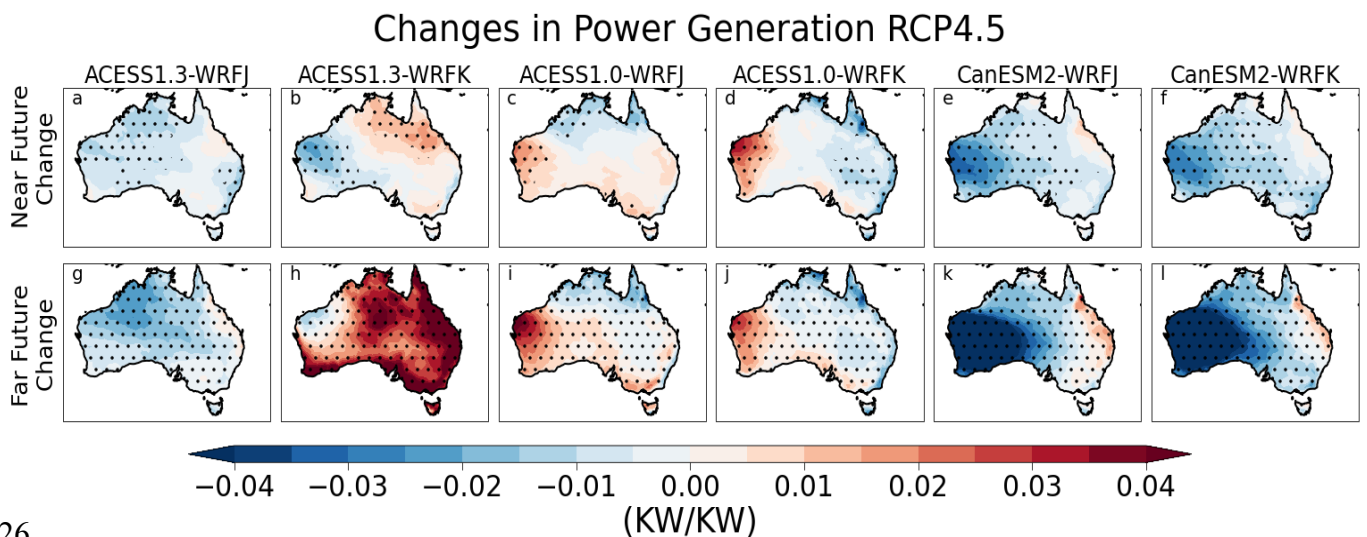 Changes in Power Generation RCP4.5
ACESS1.3-WRFJ ACESS1.3-WRFK ACESS1.0-WRFJ ACESS1.0-WRFK CanESM2-WRFJ CanESM2-WRFK
Near Future
Change
a b c d e f
Far Future
Change
g h i j k l
−0.04 −0.03 −0.02 −0.01 0.00 0.01 0.02 0.03 0.04
(KW/KW)
26